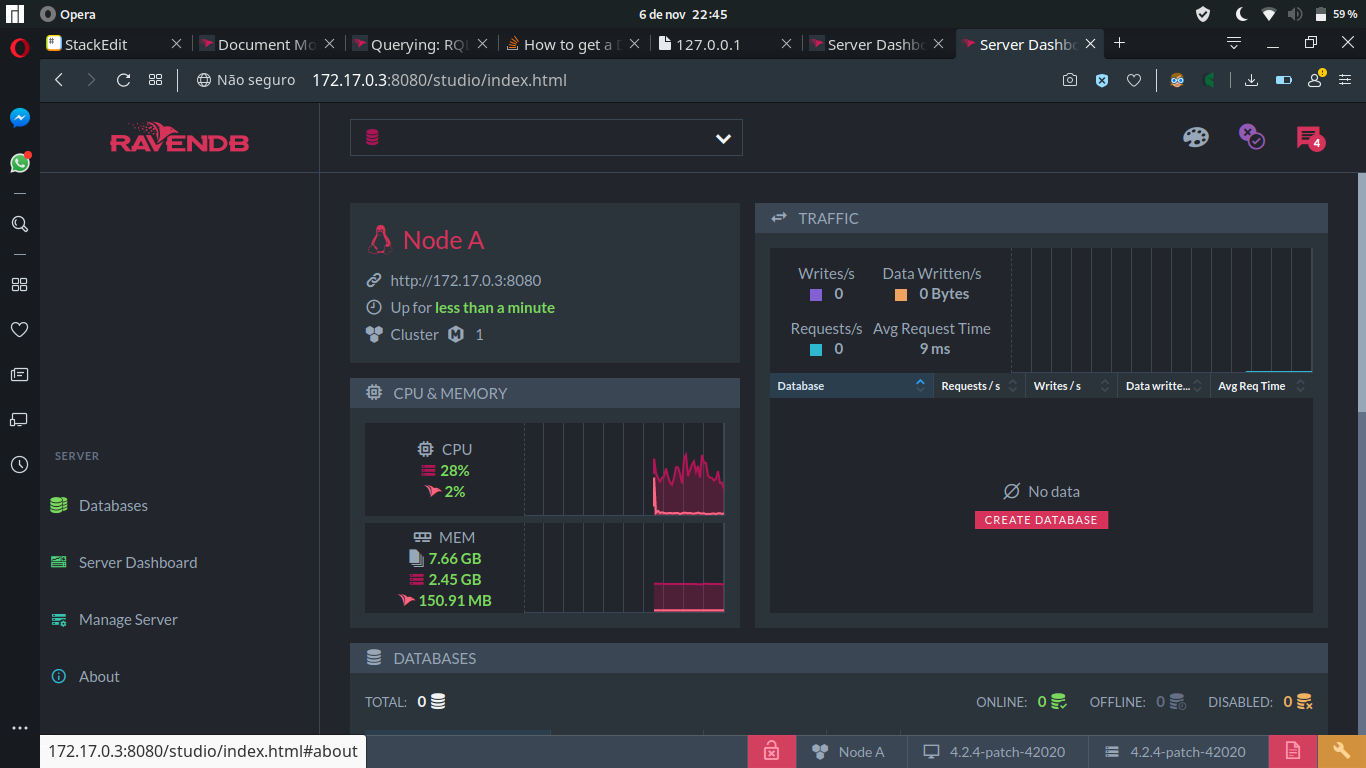 Opera
6 de nov 22:45
59 %
StackEdit
Document Mo
Querying: RQL
How to get a D
127.0.0.1
Server Dashbo
Server Dashbo
Não seguro
172.17.0.3:8080/studio/index.html
RAVENDB
4
Node A
http://172.17.0.3:8080
Up for less than a minute
Cluster 1
CPU & MEMORY
CPU
28%
2%
MEM
7.66 GB
2.45 GB
150.91 MB
TRAFFIC
Writes/s Data Written/s
0 0 Bytes
Requests/s Avg Request Time
0 9 ms
Database Requests / s Writes / s Data writte... Avg Req Time
No data
CREATE DATABASE
SERVER
Databases
Server Dashboard
Manage Server
About
DATABASES
TOTAL: 0 ONLINE: 0 OFFLINE: 0 DISABLED: 0
172.17.0.3:8080/studio/index.html#about
Node A 4.2.4-patch-42020 4.2.4-patch-42020